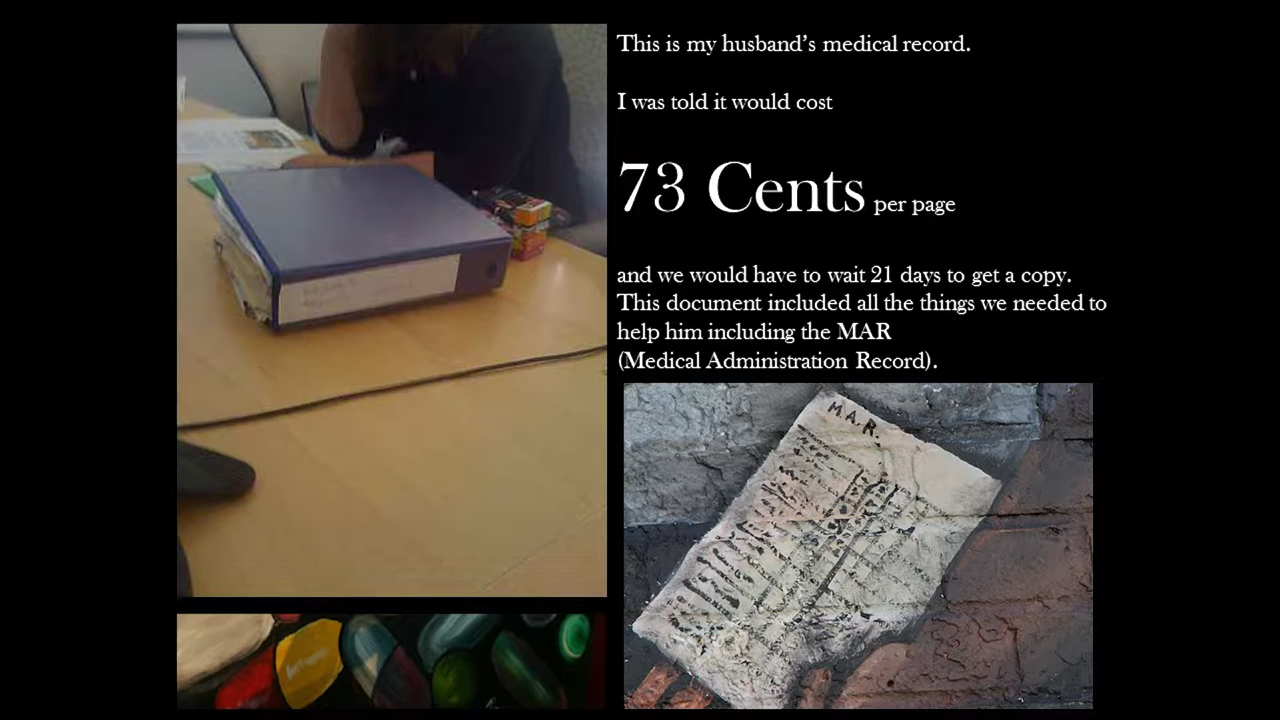 This is my husband’s medical record.
I was told it would cost
73 Cents per page
and we would have to wait 21 days to get a copy.
This document included all the things we needed to
help him including the MAR
(Medical Administration Record).
M.A.R.